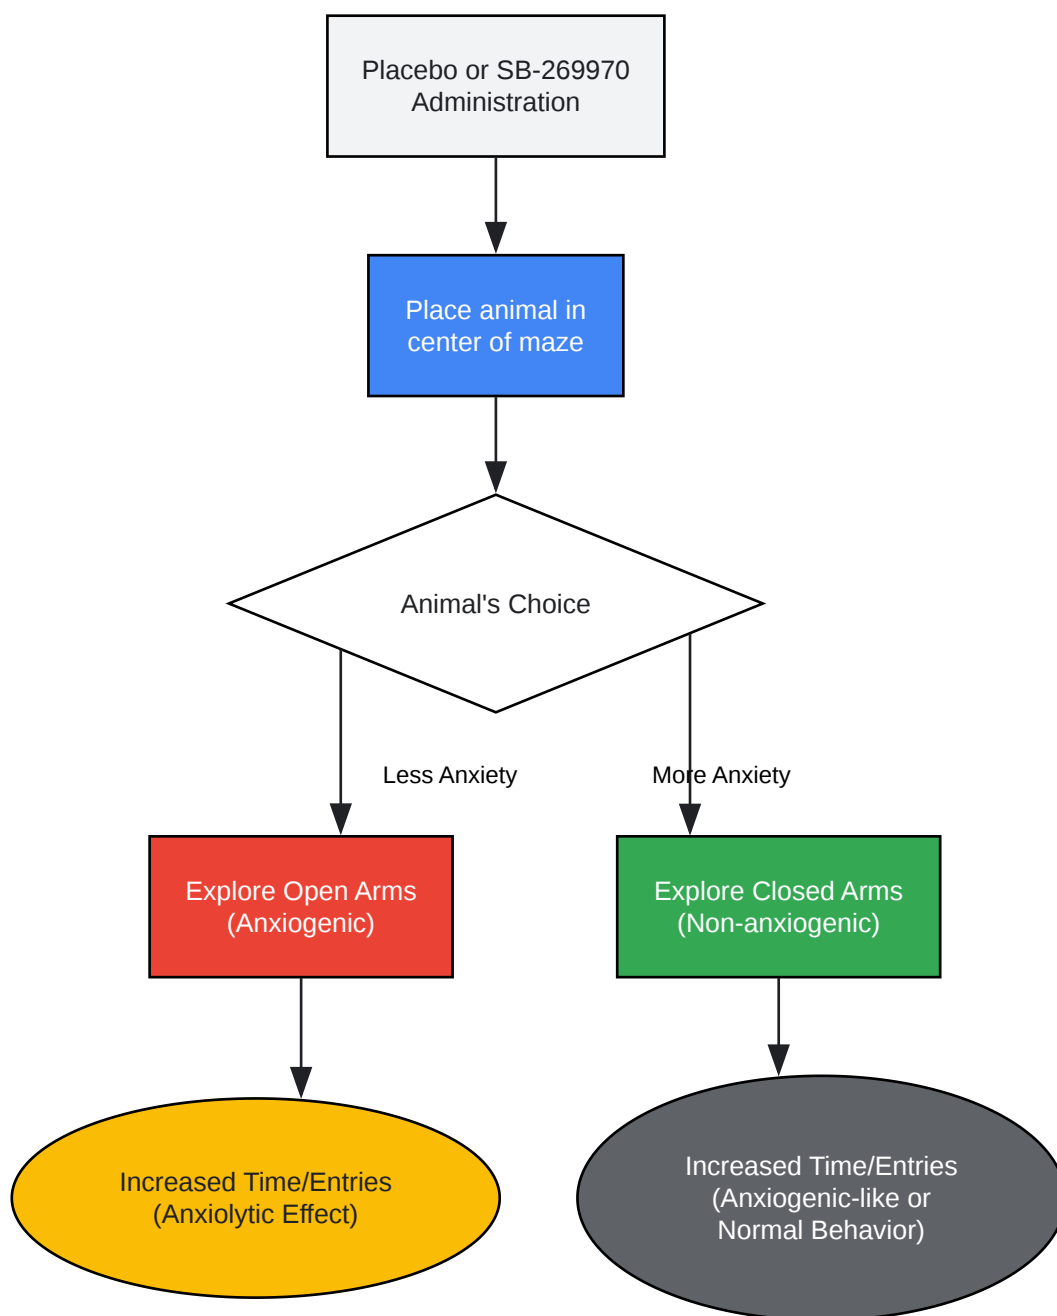 Placebo or SB-269970
Administration
Place animal in
center of maze
Animal's Choice
Less Anxiety
More Anxiety
Explore Open Arms
(Anxiogenic)
Explore Closed Arms
(Non-anxiogenic)
Increased Time/Entries
(Anxiolytic Effect)
Increased Time/Entries
(Anxiogenic-like or
Normal Behavior)